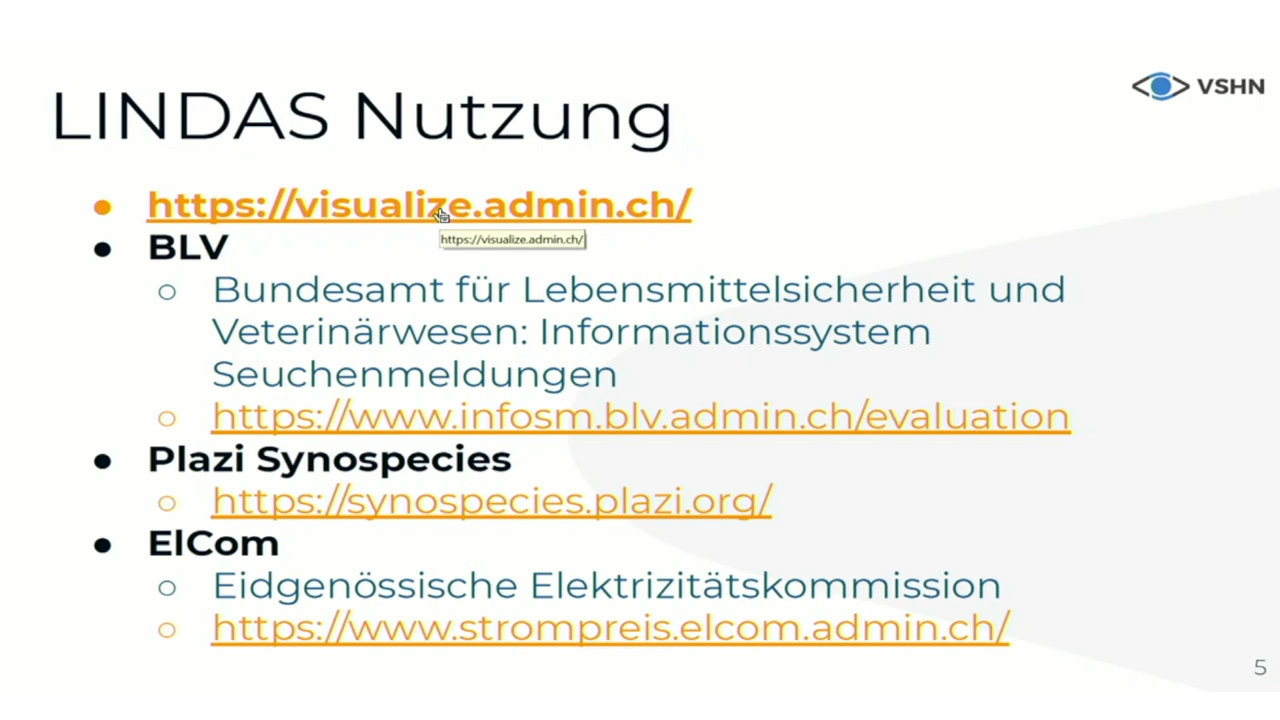 VSHN
LINDAS Nutzung
● https://visualize.admin.ch/
https://visualize.admin.ch/
● BLV
○ Bundesamt für Lebensmittelsicherheit und
Veterinärwesen: Informationssystem
Seuchenmeldungen
○ https://www.infosm.blv.admin.ch/evaluation
● Plazi Synospecies
○ https://synospecies.plazi.org/
● ElCom
○ Eidgenössische Elektrizitätskommission
○ https://www.strompreis.elcom.admin.ch/
5